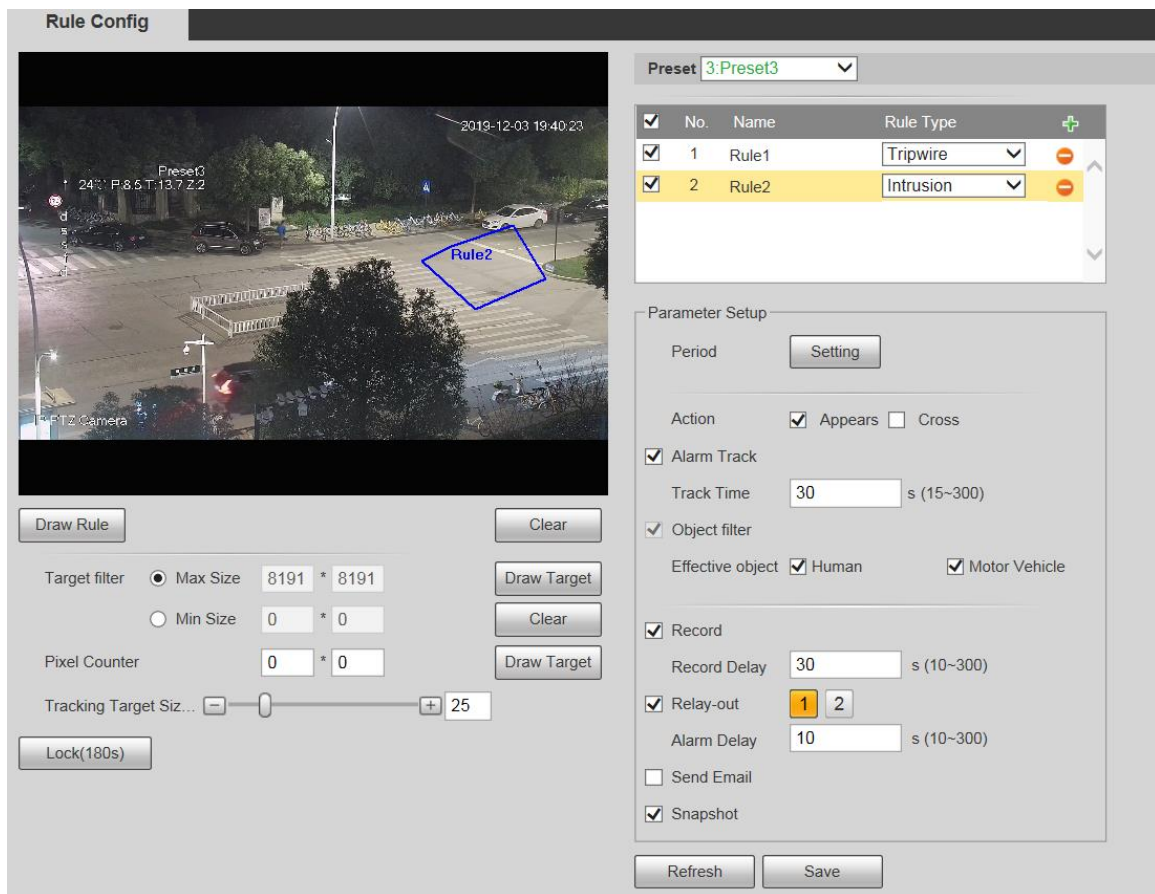 Rule Config
2019-12-03 19:40:23
Preset3
P:8.5 T:13.7 Z:2
Rule2
PTZ Camera
Draw Rule
Clear
Target filter Max Size 8191 * 8191 Draw Target
Min Size 0 * 0 Clear
Pixel Counter 0 * 0 Draw Target
Tracking Target Siz... 25
Lock(180s)
Preset 3:Preset3
No. Name Rule Type
1 Rule1 Tripwire
2 Rule2 Intrusion
Parameter Setup
Period Setting
Action Appears Cross
Alarm Track
Track Time 30 s (15~300)
Object filter
Effective object Human Motor Vehicle
Record
Record Delay 30 s (10~300)
Relay-out 1 2
Alarm Delay 10 s (10~300)
Send Email
Snapshot
Refresh Save